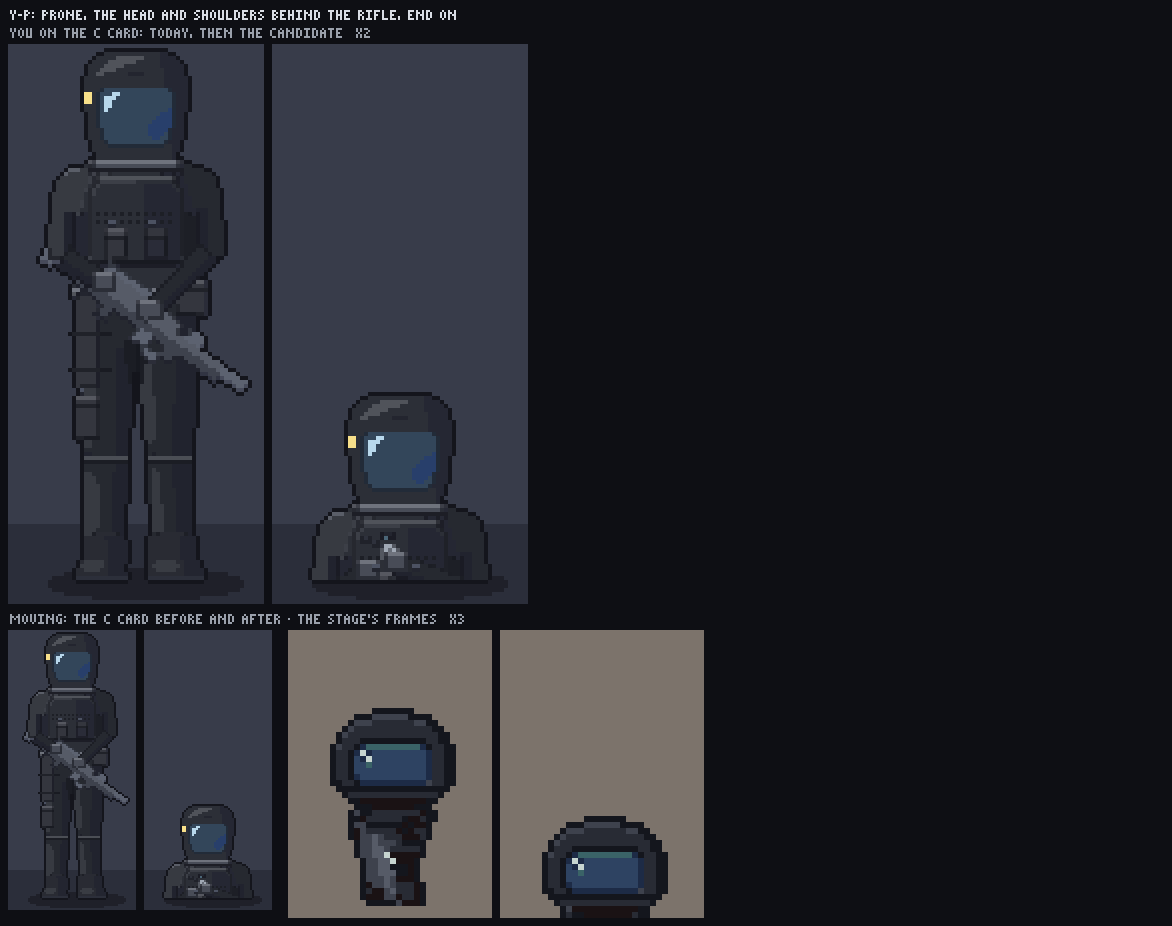 Y-P: PRONE, THE HEAD AND SHOULDERS BEHIND THE RIFLE, END ON
YOU ON THE C CARD: TODAY, THEN THE CANDIDATE  X2
MOVING: THE C CARD BEFORE AND AFTER · THE STAGE'S FRAMES  X3